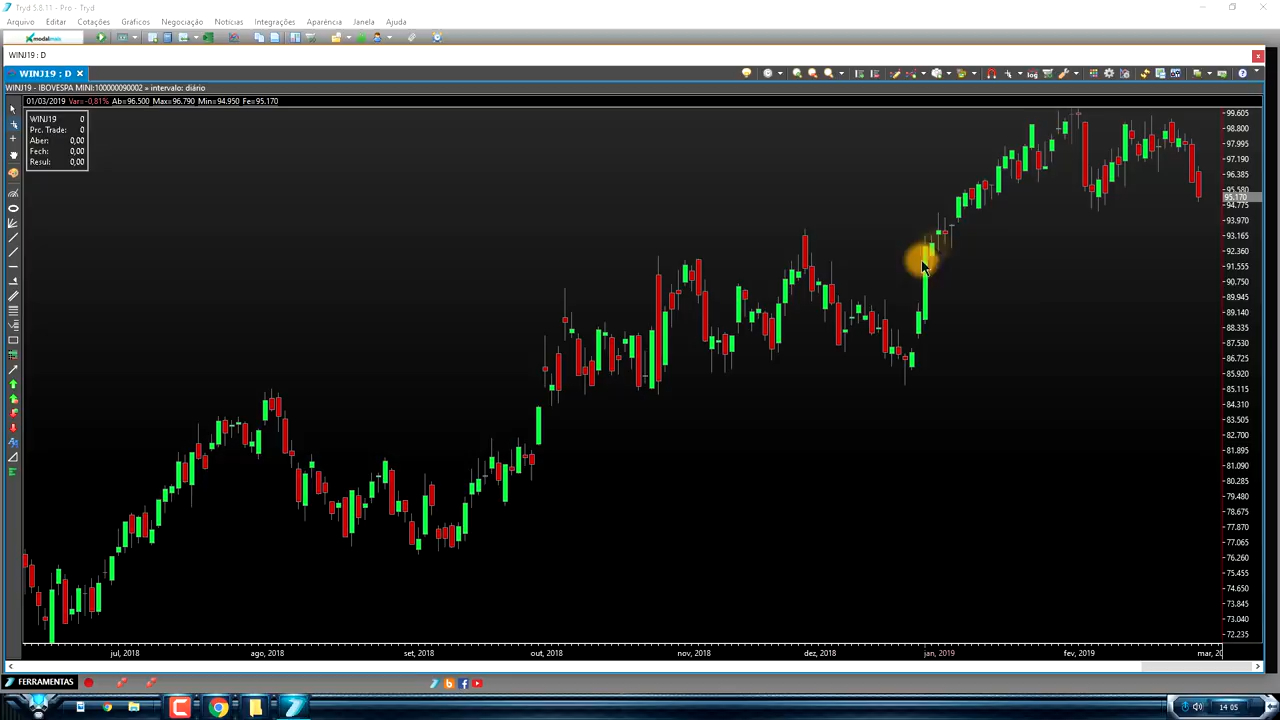 Tryd 5.8.11 - Pro - Tryd
Arquivo Editar Cotações Gráficos Negociação Notícias Integrações Aparência Janela Ajuda
modalmais
WINJ19 : D
WINJ19 : D
log
WINJ19 - IBOVESPA MINI:100000090002 » intervalo: diário
01/03/2019 Var=-0,81% Ab=96.500 Max=96.790 Min=94.950 Fe=95.170
WINJ19 0
Prc. Trade: 0
Aber: 0,00
Fech: 0,00
Resul: 0,00
99.605
98.800
97.995
97.190
96.385
95.580
95.170
94.775
93.970
93.165
92.360
91.555
90.750
89.945
89.140
88.335
87.530
86.725
85.920
85.115
84.310
83.505
82.700
81.895
81.090
80.285
79.480
78.675
77.870
77.065
76.260
75.455
74.650
73.845
73.040
72.235
jul, 2018 ago, 2018 set, 2018 out, 2018 nov, 2018 dez, 2018 jan, 2019 fev, 2019 mar, 20
FERRAMENTAS
14 05